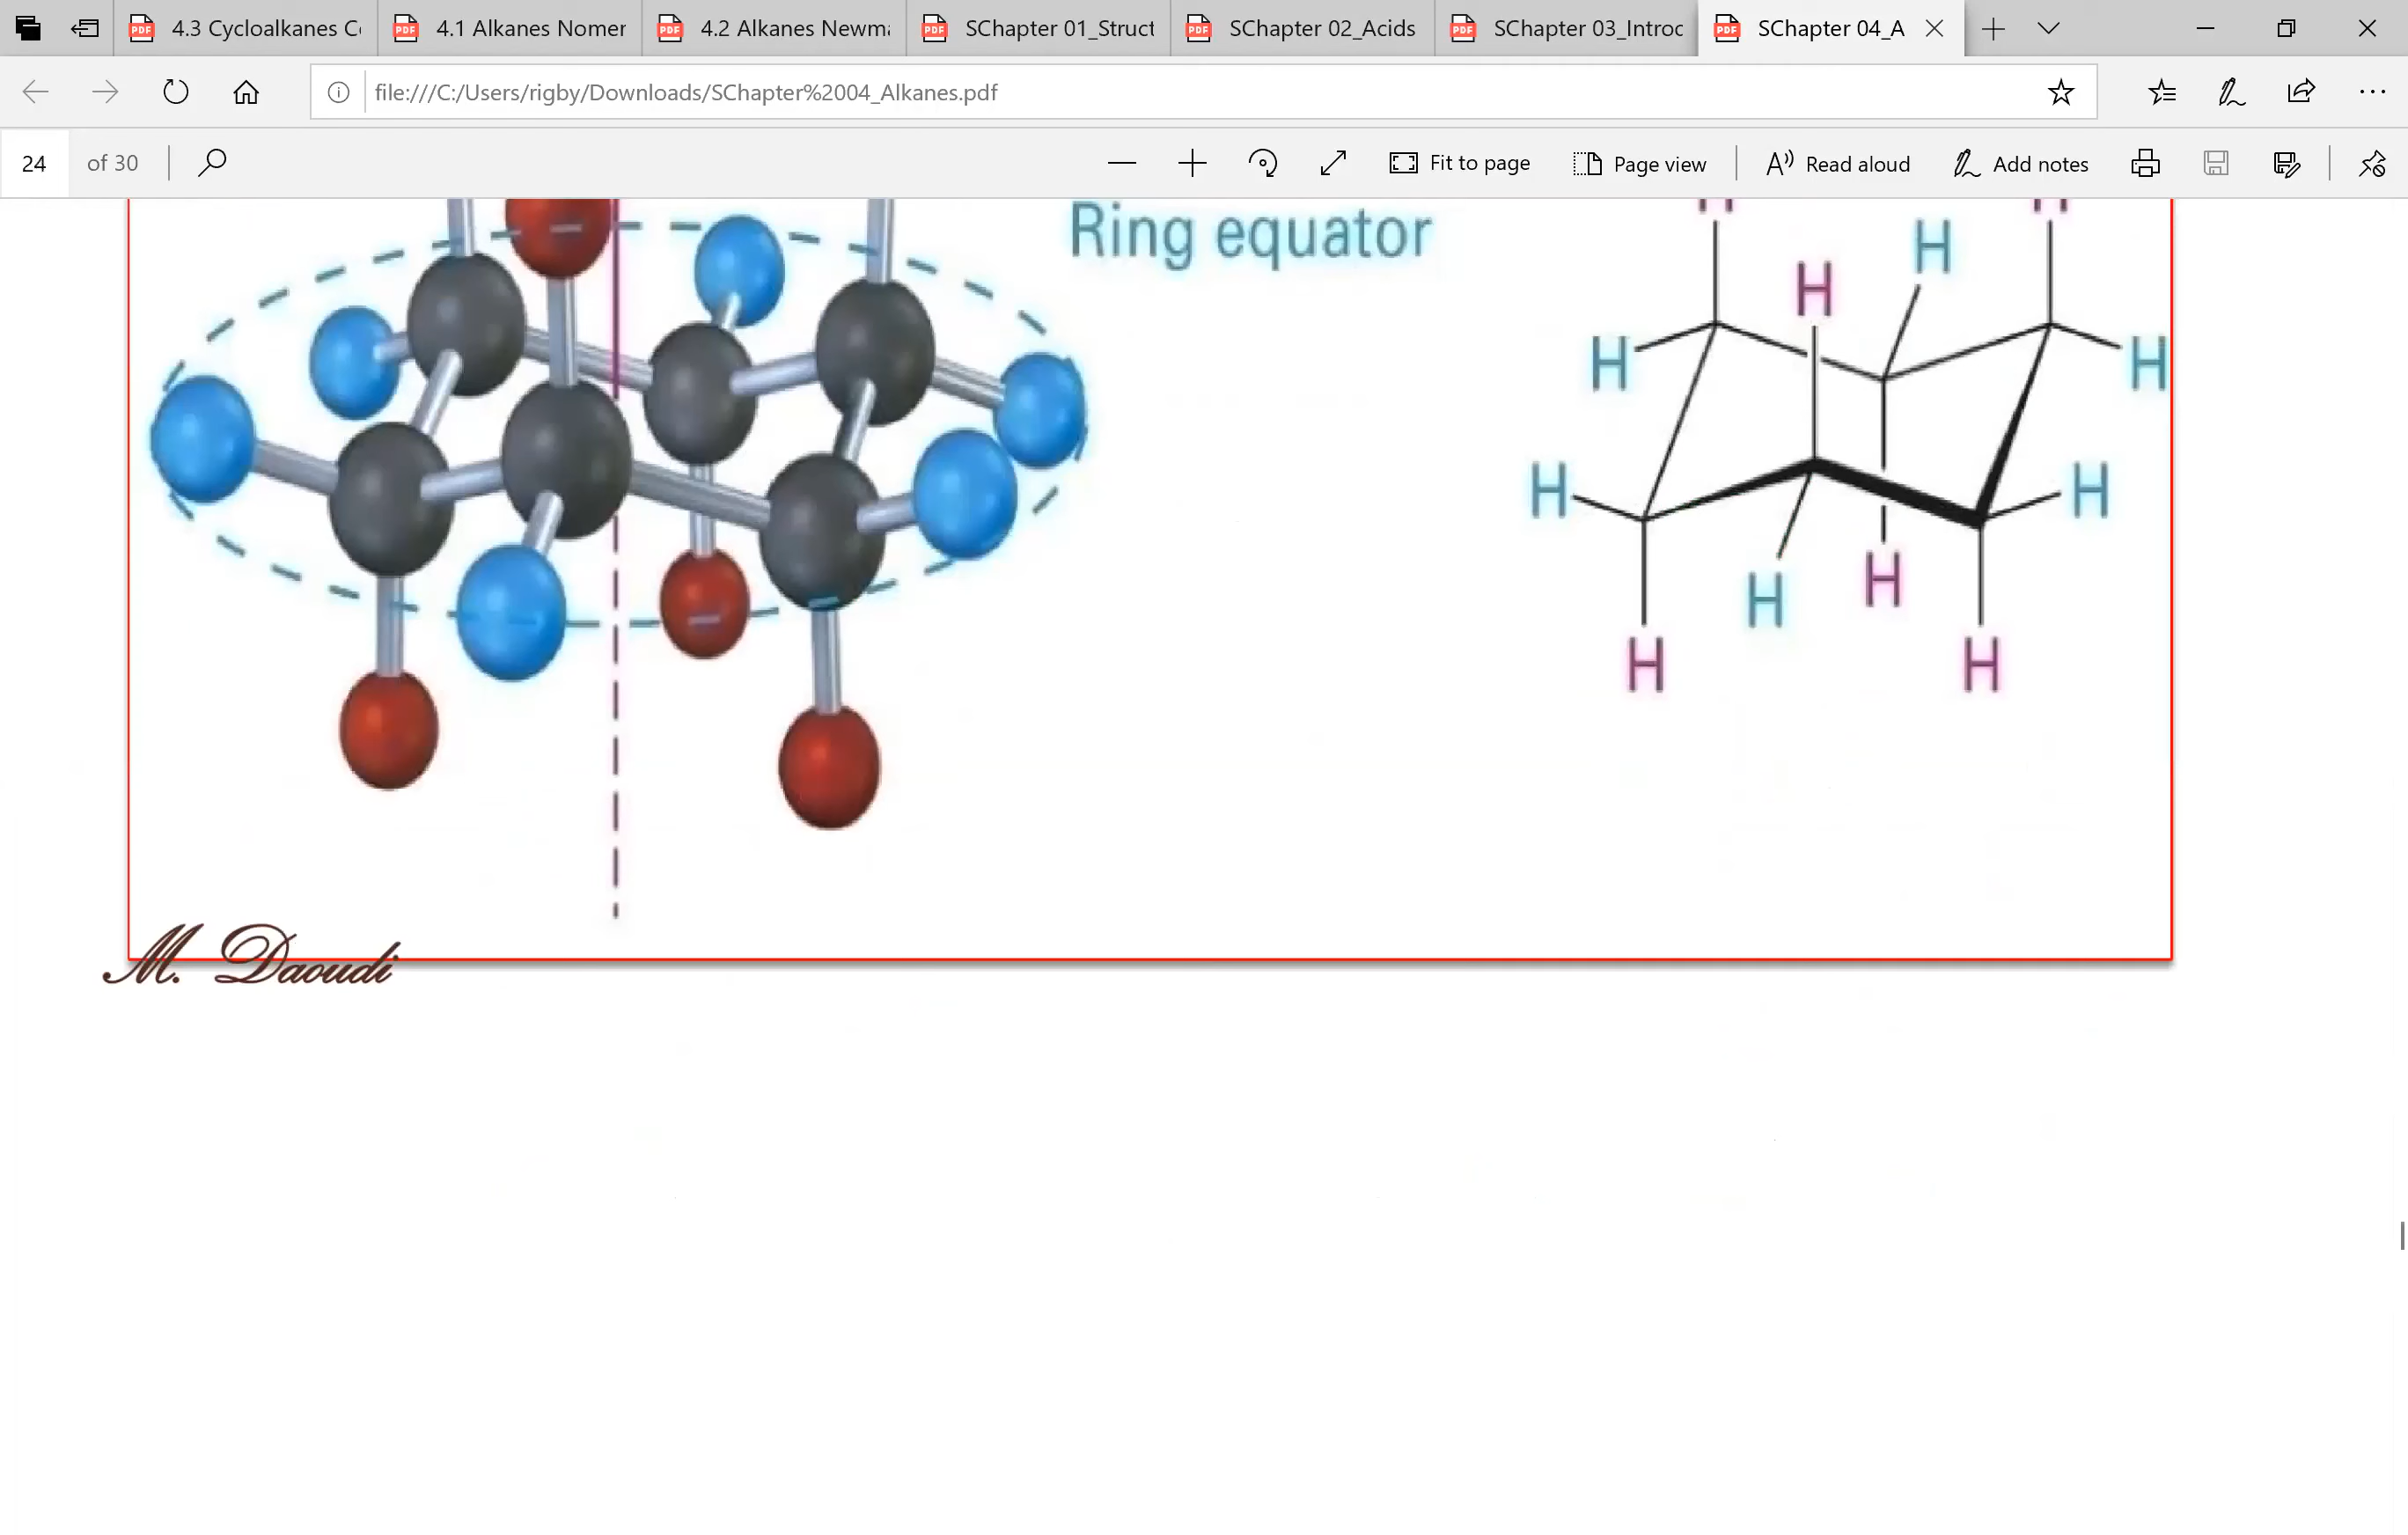 4.3 Cycloalkanes C
4.1 Alkanes Nomer
4.2 Alkanes Newm
SChapter 01_Struct
SChapter 02_Acids
SChapter 03_Introc
SChapter 04_A
file:///C:/Users/rigby/Downloads/SChapter%2004_Alkanes.pdf
24 of 30
Fit to page
Page view
Read aloud
Add notes
Ring equator
H H
H
H
H H
H H
H H
H H
M. Daoudi